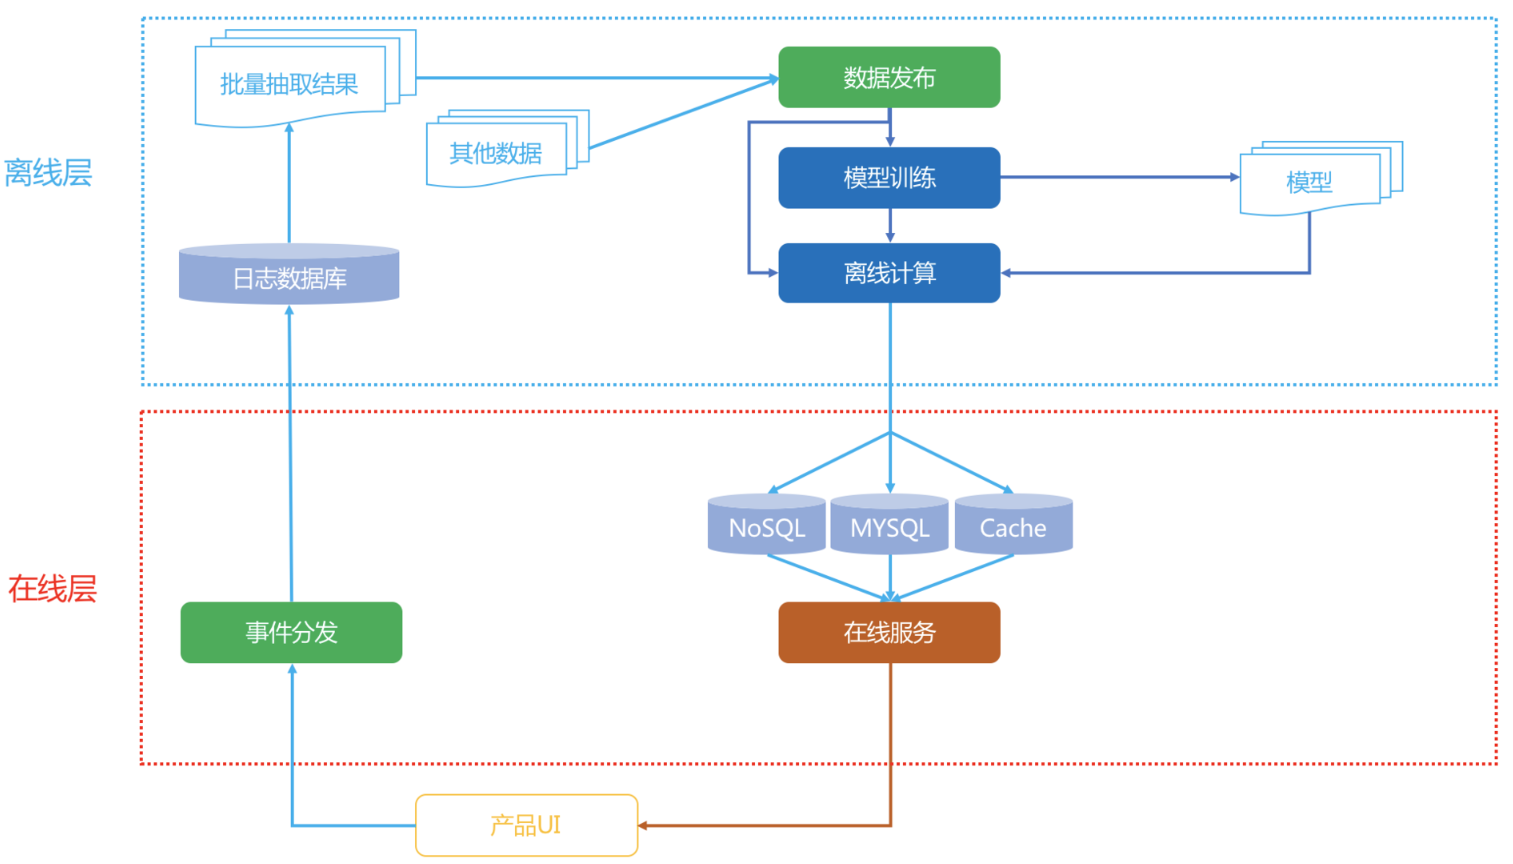 离线层
批量抽取结果
其他数据
数据发布
模型训练
模型
日志数据库
离线计算
在线层
NoSQL
MYSQL
Cache
事件分发
在线服务
产品UI